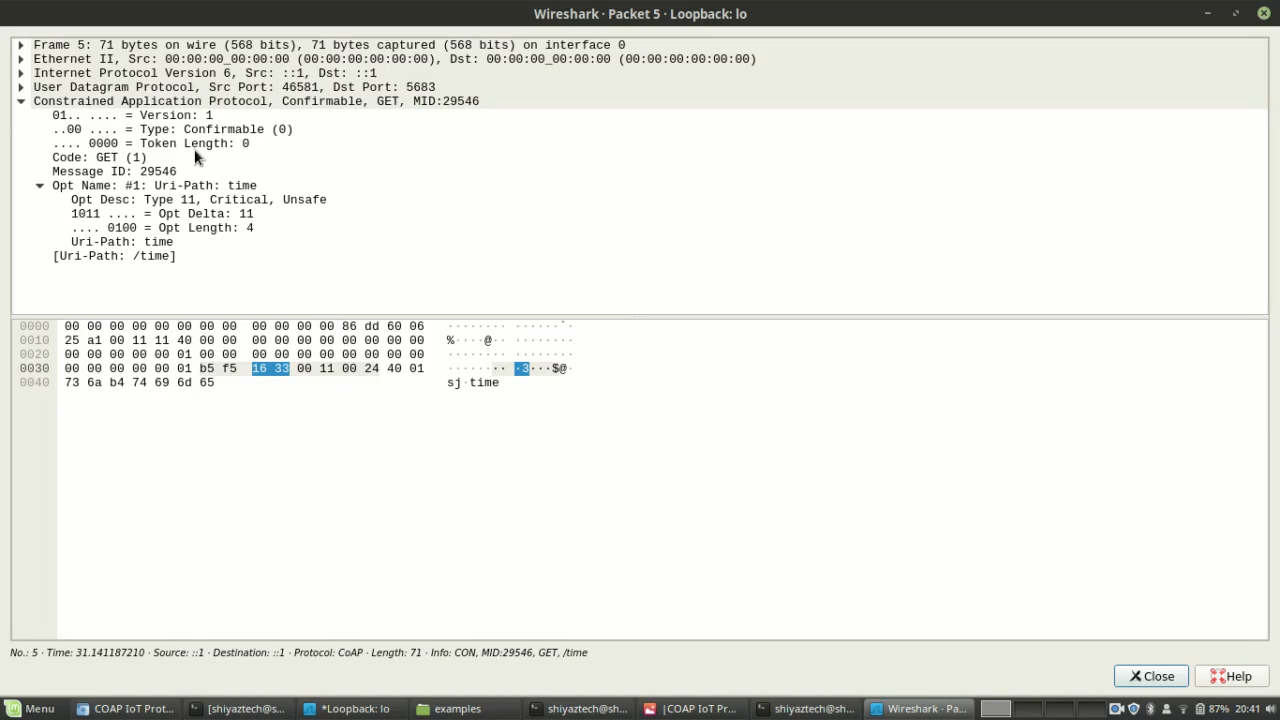 Wireshark · Packet 5 · Loopback: lo
Frame 5: 71 bytes on wire (568 bits), 71 bytes captured (568 bits) on interface 0
Ethernet II, Src: 00:00:00_00:00:00 (00:00:00:00:00:00), Dst: 00:00:00_00:00:00 (00:00:00:00:00:00)
Internet Protocol Version 6, Src: ::1, Dst: ::1
User Datagram Protocol, Src Port: 46581, Dst Port: 5683
Constrained Application Protocol, Confirmable, GET, MID:29546
01.. .... = Version: 1
..00 .... = Type: Confirmable (0)
.... 0000 = Token Length: 0
Code: GET (1)
Message ID: 29546
Opt Name: #1: Uri-Path: time
Opt Desc: Type 11, Critical, Unsafe
1011 .... = Opt Delta: 11
.... 0100 = Opt Length: 4
Uri-Path: time
[Uri-Path: /time]
0000 00 00 00 00 00 00 00 00 00 00 00 00 86 dd 60 06 ········ ······`·
0010 25 a1 00 11 11 40 00 00 00 00 00 00 00 00 00 00 %····@·· ········
0020 00 00 00 00 00 01 00 00 00 00 00 00 00 00 00 00 ········ ········
0030 00 00 00 00 00 01 b5 f5 16 33 00 11 00 24 40 01 ········ ·3···$@·
0040 73 6a b4 74 69 6d 65 sj·time
No.: 5 · Time: 31.141187210 · Source: ::1 · Destination: ::1 · Protocol: CoAP · Length: 71 · Info: CON, MID:29546, GET, /time
Close Help
Menu COAP IoT Prot... [shiyaztech@s... *Loopback: lo examples shiyaztech@sh... [COAP IoT Pr... shiyaztech@sh... Wireshark · Pa... 87% 20:41